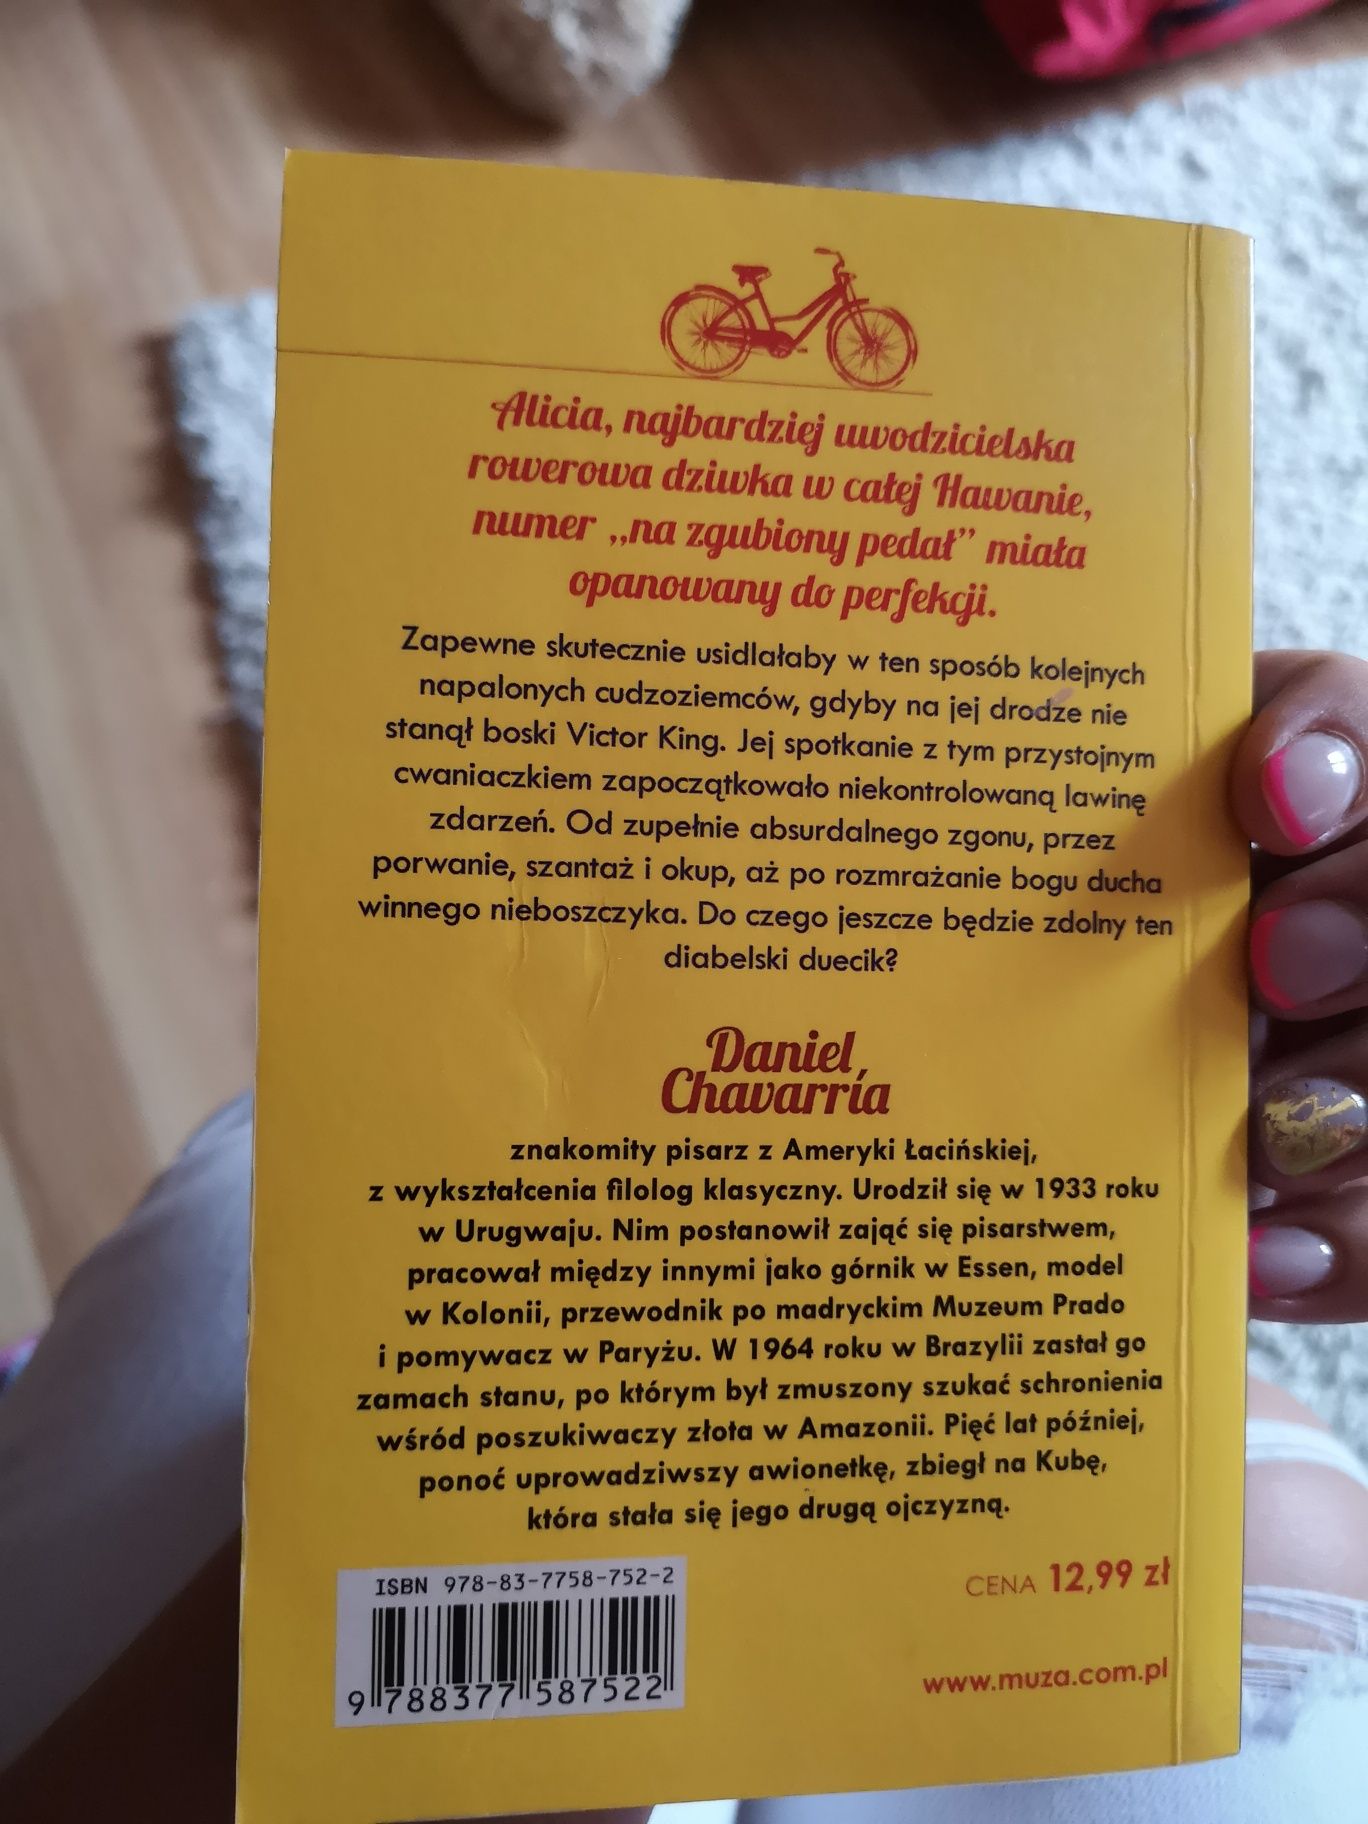 Alicia, najbardziej uwodzicielska
rowerowa dziwka w całej Hawanie,
numer „na zgubiony pedał” miała
opanowany do perfekcji.
Zapewne skutecznie usidlałaby w ten sposób kolejnych
napalonych cudzoziemców, gdyby na jej drodze nie
stanął boski Victor King. Jej spotkanie z tym przystojnym
cwaniaczkiem zapoczątkowało niekontrolowaną lawinę
zdarzeń. Od zupełnie absurdalnego zgonu, przez
porwanie, szantaż i okup, aż po rozmrażanie bogu ducha
winnego nieboszczyka. Do czego jeszcze będzie zdolny ten
diabelski duecik?
Daniel
Chavarría
znakomity pisarz z Ameryki Łacińskiej,
z wykształcenia filolog klasyczny. Urodził się w 1933 roku
w Urugwaju. Nim postanowił zająć się pisarstwem,
pracował między innymi jako górnik w Essen, model
w Kolonii, przewodnik po madryckim Muzeum Prado
i pomywacz w Paryżu. W 1964 roku w Brazylii zastał go
zamach stanu, po którym był zmuszony szukać schronienia
wśród poszukiwaczy złota w Amazonii. Pięć lat później,
ponoć uprowadziwszy awionetkę, zbiegł na Kubę,
która stała się jego drugą ojczyzną.
ISBN 978-83-7758-752-2
9 788377 587522
CENA 12,99 zł
www.muza.com.pl